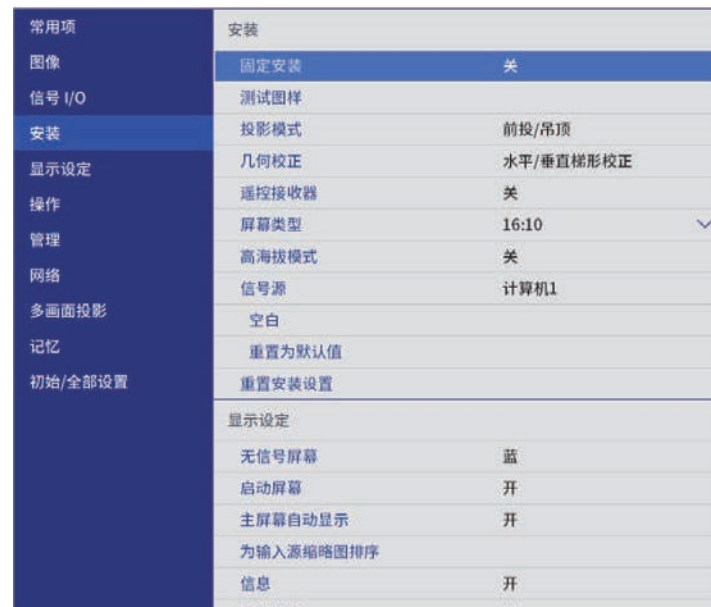 常用项
图像
信号 I/O
安装
显示设定
操作
管理
网络
多画面投影
记忆
初始/全部设置
安装
固定安装 关
测试图样
投影模式 前投/吊顶
几何校正 水平/垂直梯形校正
遥控接收器 关
屏幕类型 16:10
高海拔模式 关
信号源 计算机1
空白
重置为默认值
重置安装设置
显示设定
无信号屏幕 蓝
启动屏幕 开
主屏幕自动显示 开
为输入源缩略图排序
信息 开